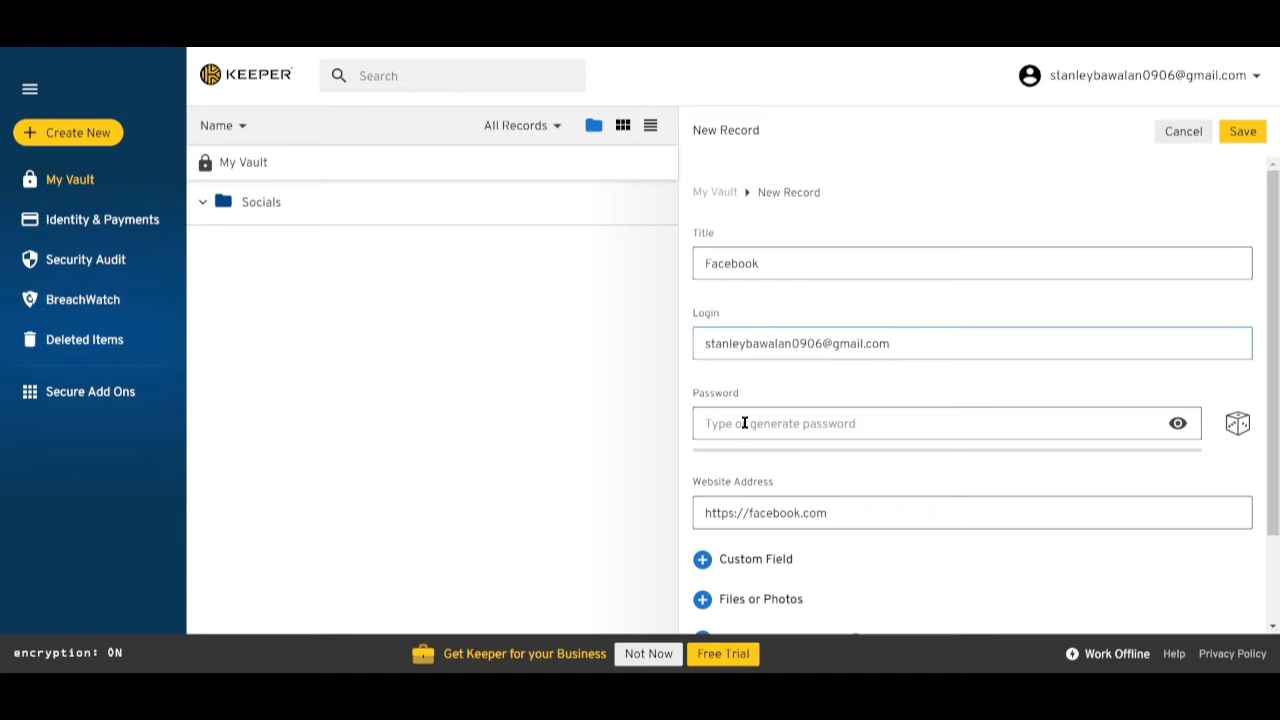 KEEPER
Search
stanleybawalan0906@gmail.com
Create New
My Vault
Identity & Payments
Security Audit
BreachWatch
Deleted Items
Secure Add Ons
Name
All Records
My Vault
Socials
New Record
Cancel
Save
My Vault
New Record
Title
Facebook
Login
stanleybawalan0906@gmail.com
Password
Type or generate password
Website Address
https://facebook.com
Custom Field
Files or Photos
encryption: ON
Get Keeper for your Business
Not Now
Free Trial
Work Offline
Help
Privacy Policy